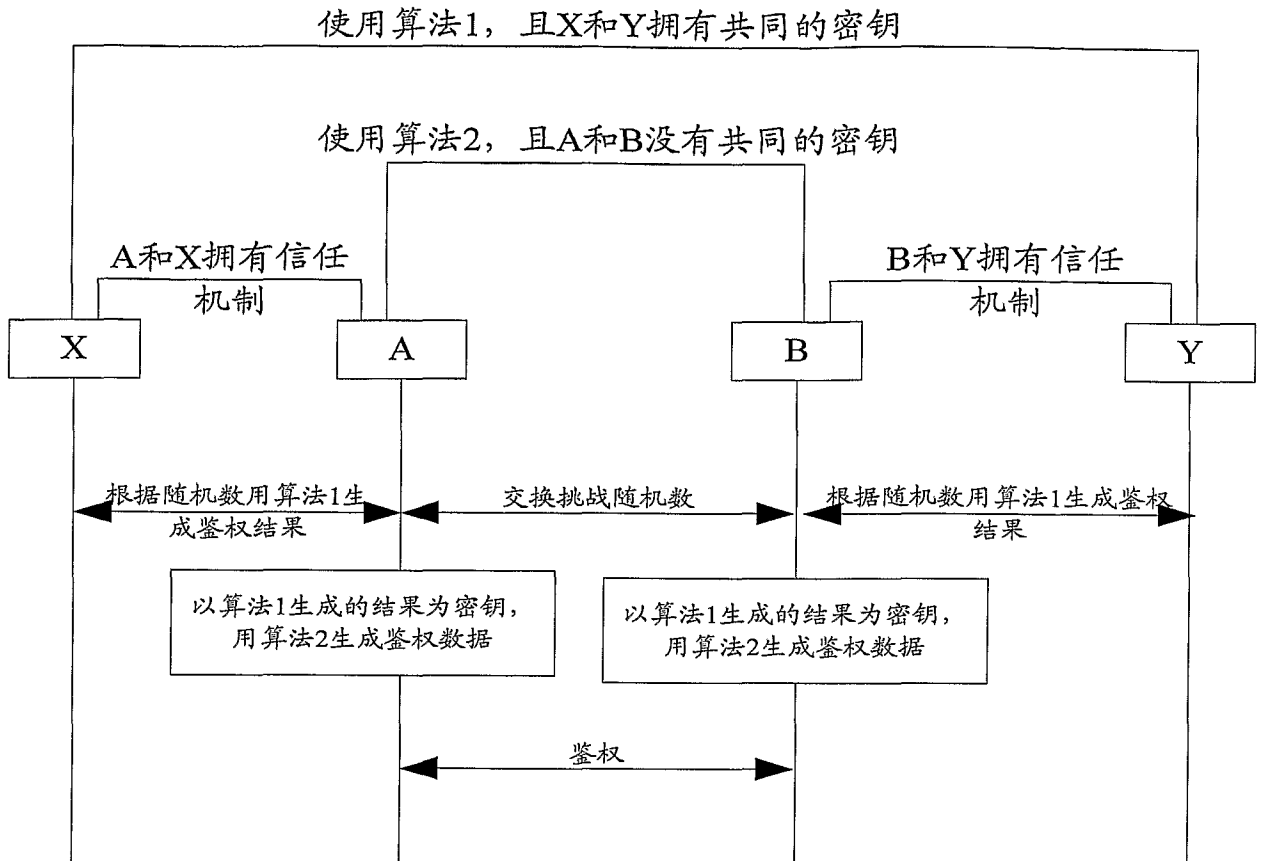 使用算法1，且X和Y拥有共同的密钥
使用算法2，且A和B没有共同的密钥
A和X拥有信任
机制
B和Y拥有信任
机制
X
A
B
Y
根据随机数用算法1生
成鉴权结果
交换挑战随机数
根据随机数用算法1生成鉴权
结果
以算法1生成的结果为密钥，
用算法2生成鉴权数据
以算法1生成的结果为密钥，
用算法2生成鉴权数据
鉴权